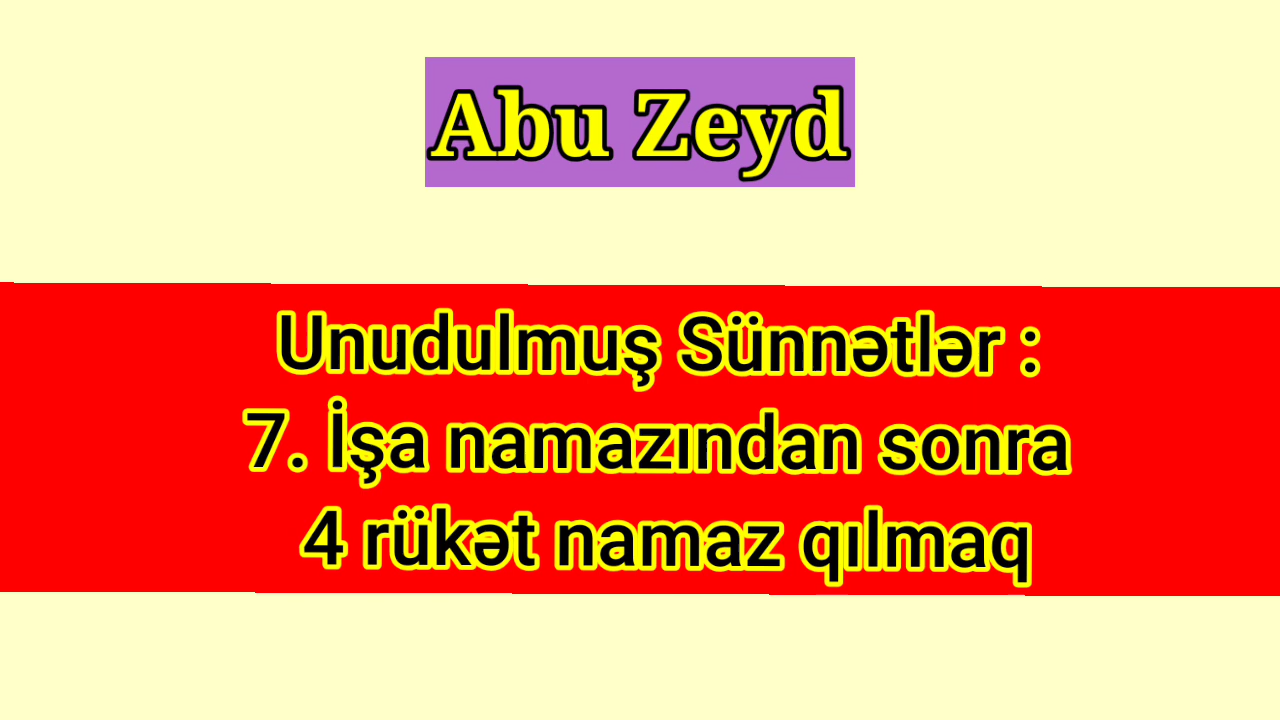 Abu Zeyd
Unudulmuş Sünnətlər :
7. İşa namazından sonra
4 rükət namaz qılmaq